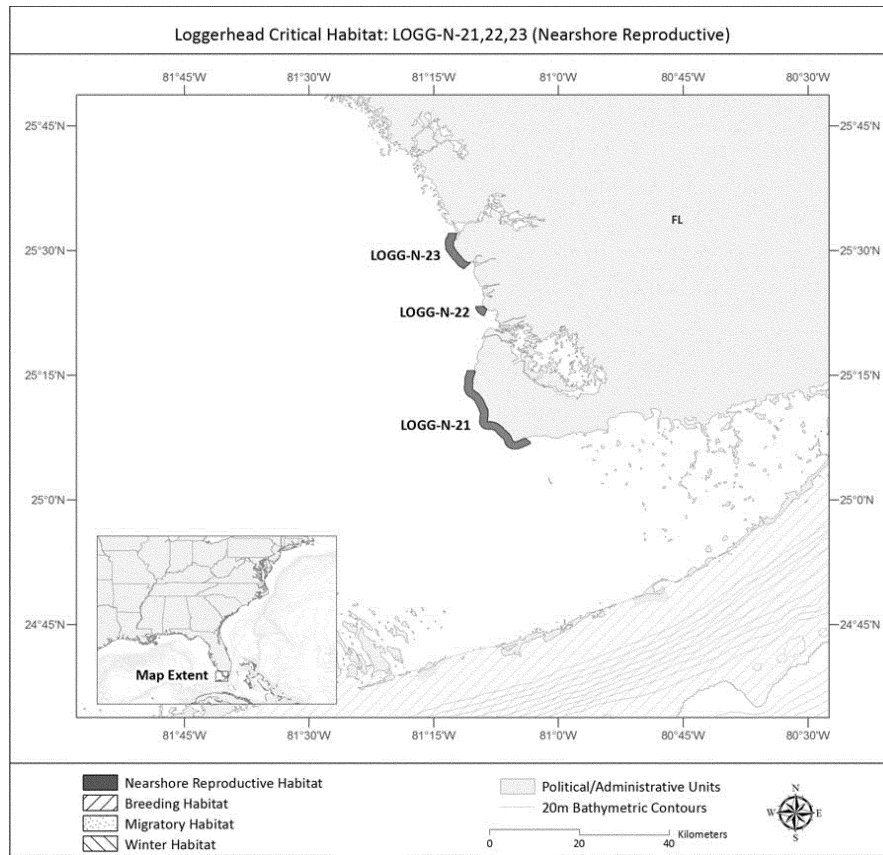 Loggerhead Critical Habitat: LOGG-N-21,22,23 (Nearshore Reproductive)
81°45'W 81°30'W 81°15'W 81°0'W 80°45'W 80°30'W
25°45'N 25°45'N
FL
25°30'N 25°30'N
LOGG-N-23
LOGG-N-22
25°15'N 25°15'N
LOGG-N-21
25°0'N 25°0'N
24°45'N 24°45'N
Map Extent
81°45'W 81°30'W 81°15'W 81°0'W 80°45'W 80°30'W
Nearshore Reproductive Habitat
Breeding Habitat
Migratory Habitat
Winter Habitat
Political/Administrative Units
20m Bathymetric Contours
Kilometers
0 20 40
N
W E
S